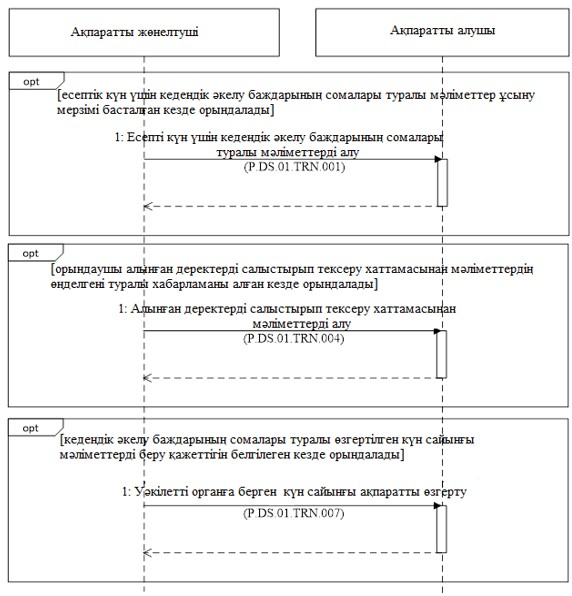 Ақпаратты жөнелтуші
Ақпаратты алушы
opt
[есептік күн үшін кедендік әкелу баждарының сомалары туралы мәліметтер ұсыну
мерзімі басталған кезде орындалады]
1: Есепті күн үшін кедендік әкелу баждарының сомалары
туралы мәліметтерді алу
(P.DS.01.TRN.001)
opt
[орындаушы алынған деректерді салыстырып тексеру хаттамасынан мәліметтердің
өңделгені туралы хабарламаны алған кезде орындалады]
1: Алынған деректерді салыстырып тексеру хаттамасынан
мәліметтерді алу
(P.DS.01.TRN.004)
opt
[кедендік әкелу баждарының сомалары туралы өзгертілген күн сайынғы
мәліметтерді беру қажеттігін белгілеген кезде орындалады]
1: Уәкілетті органға берген күн сайынғы ақпаратты өзгерту
(P.DS.01.TRN.007)